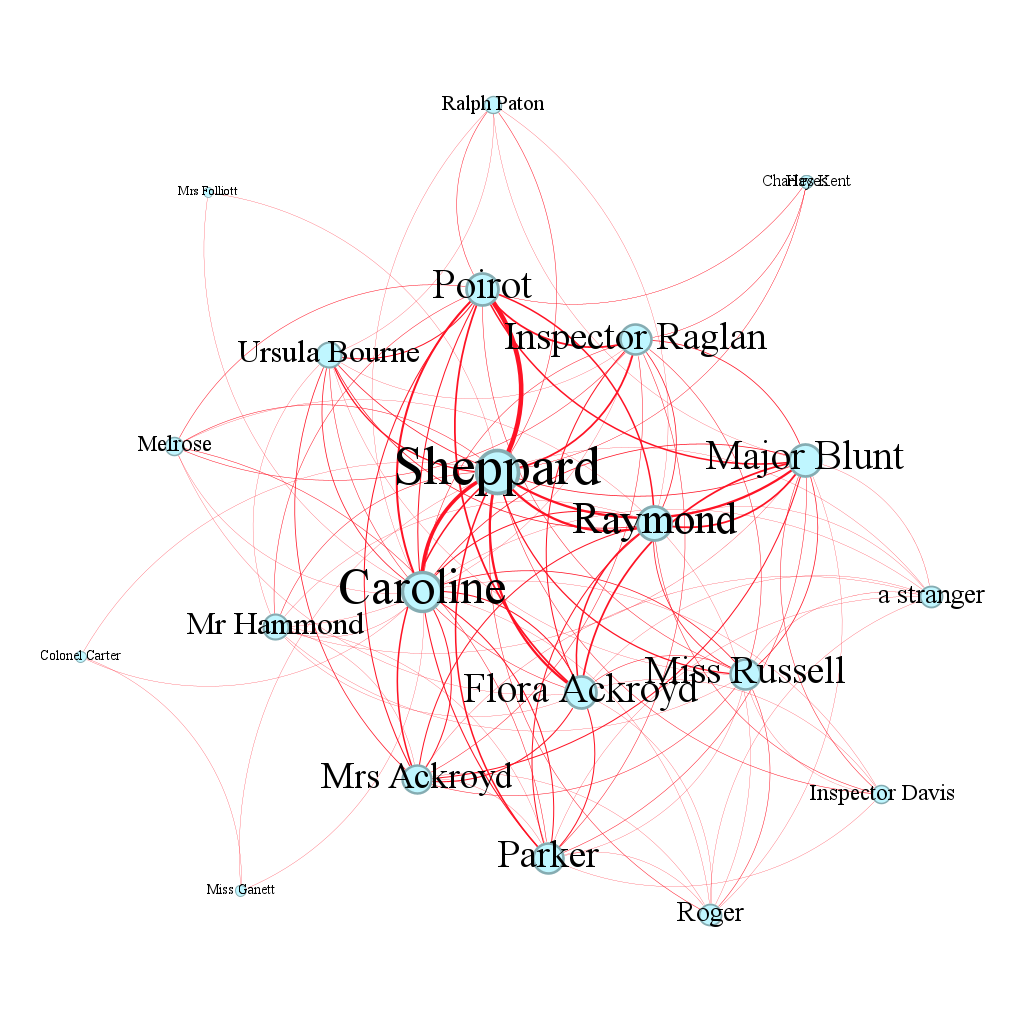 Ralph Paton
Charles Kent
Hayes
Mrs Folliott
Poirot
Inspector Raglan
Ursula Bourne
Melrose
Major Blunt
Sheppard
Raymond
Caroline
a stranger
Mr Hammond
Colonel Carter
Miss Russell
Flora Ackroyd
Mrs Ackroyd
Inspector Davis
Parker
Miss Ganett
Roger